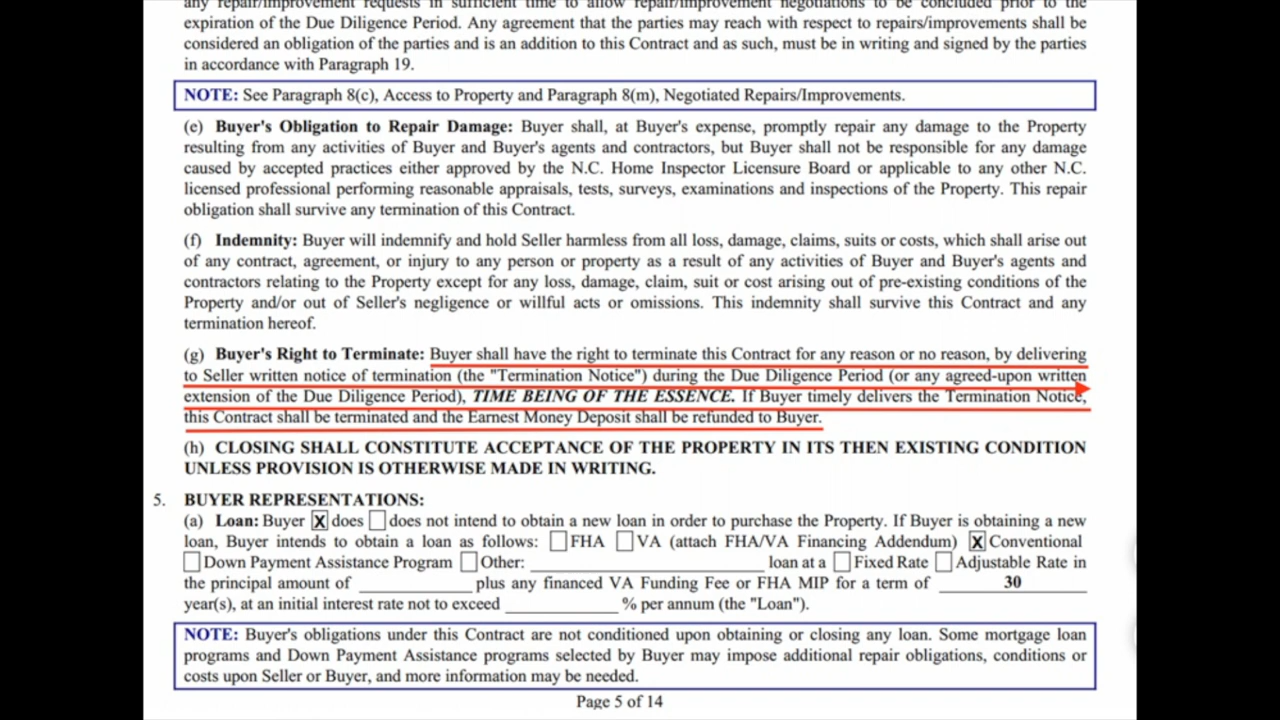 any repair/improvement requests in sufficient time to allow repair/improvement negotiations to be concluded prior to the
expiration of the Due Diligence Period. Any agreement that the parties may reach with respect to repairs/improvements shall be
considered an obligation of the parties and is an addition to this Contract and as such, must be in writing and signed by the parties
in accordance with Paragraph 19.
NOTE: See Paragraph 8(c), Access to Property and Paragraph 8(m), Negotiated Repairs/Improvements.
(e) Buyer's Obligation to Repair Damage: Buyer shall, at Buyer's expense, promptly repair any damage to the Property
resulting from any activities of Buyer and Buyer's agents and contractors, but Buyer shall not be responsible for any damage
caused by accepted practices either approved by the N.C. Home Inspector Licensure Board or applicable to any other N.C.
licensed professional performing reasonable appraisals, tests, surveys, examinations and inspections of the Property. This repair
obligation shall survive any termination of this Contract.
(f) Indemnity: Buyer will indemnify and hold Seller harmless from all loss, damage, claims, suits or costs, which shall arise out
of any contract, agreement, or injury to any person or property as a result of any activities of Buyer and Buyer's agents and
contractors relating to the Property except for any loss, damage, claim, suit or cost arising out of pre-existing conditions of the
Property and/or out of Seller's negligence or willful acts or omissions. This indemnity shall survive this Contract and any
termination hereof.
(g) Buyer's Right to Terminate: Buyer shall have the right to terminate this Contract for any reason or no reason, by delivering
to Seller written notice of termination (the "Termination Notice") during the Due Diligence Period (or any agreed-upon written
extension of the Due Diligence Period), TIME BEING OF THE ESSENCE. If Buyer timely delivers the Termination Notice,
this Contract shall be terminated and the Earnest Money Deposit shall be refunded to Buyer.
(h) CLOSING SHALL CONSTITUTE ACCEPTANCE OF THE PROPERTY IN ITS THEN EXISTING CONDITION
UNLESS PROVISION IS OTHERWISE MADE IN WRITING.
5. BUYER REPRESENTATIONS:
(a) Loan: Buyer X does does not intend to obtain a new loan in order to purchase the Property. If Buyer is obtaining a new
loan, Buyer intends to obtain a loan as follows: FHA VA (attach FHA/VA Financing Addendum) X Conventional
Down Payment Assistance Program Other: loan at a Fixed Rate Adjustable Rate in
the principal amount of plus any financed VA Funding Fee or FHA MIP for a term of 30
year(s), at an initial interest rate not to exceed % per annum (the "Loan").
NOTE: Buyer's obligations under this Contract are not conditioned upon obtaining or closing any loan. Some mortgage loan
programs and Down Payment Assistance programs selected by Buyer may impose additional repair obligations, conditions or
costs upon Seller or Buyer, and more information may be needed.
Page 5 of 14